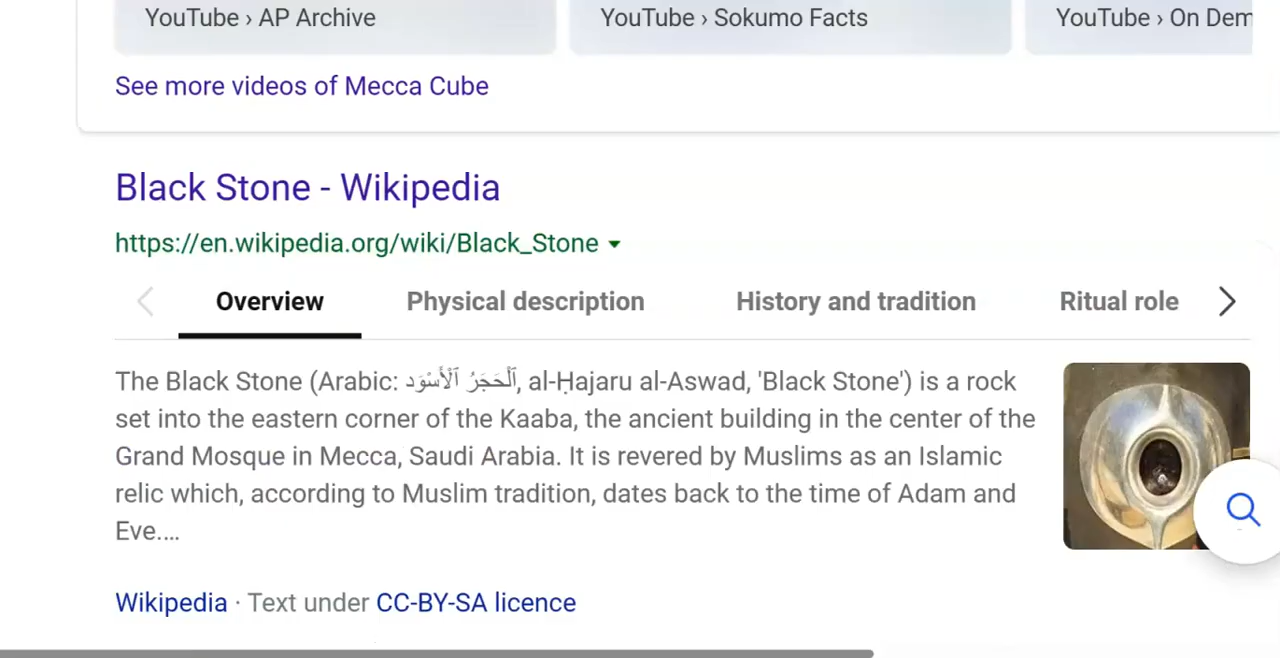 YouTube › AP Archive
YouTube › Sokumo Facts
YouTube › On Dem
See more videos of Mecca Cube
Black Stone - Wikipedia
https://en.wikipedia.org/wiki/Black_Stone
Overview
Physical description
History and tradition
Ritual role
The Black Stone (Arabic: ٱلْحَجَرُ ٱلْأَسْوَد, al-Ḥajaru al-Aswad, 'Black Stone') is a rock
set into the eastern corner of the Kaaba, the ancient building in the center of the
Grand Mosque in Mecca, Saudi Arabia. It is revered by Muslims as an Islamic
relic which, according to Muslim tradition, dates back to the time of Adam and
Eve.…
Wikipedia · Text under CC-BY-SA licence